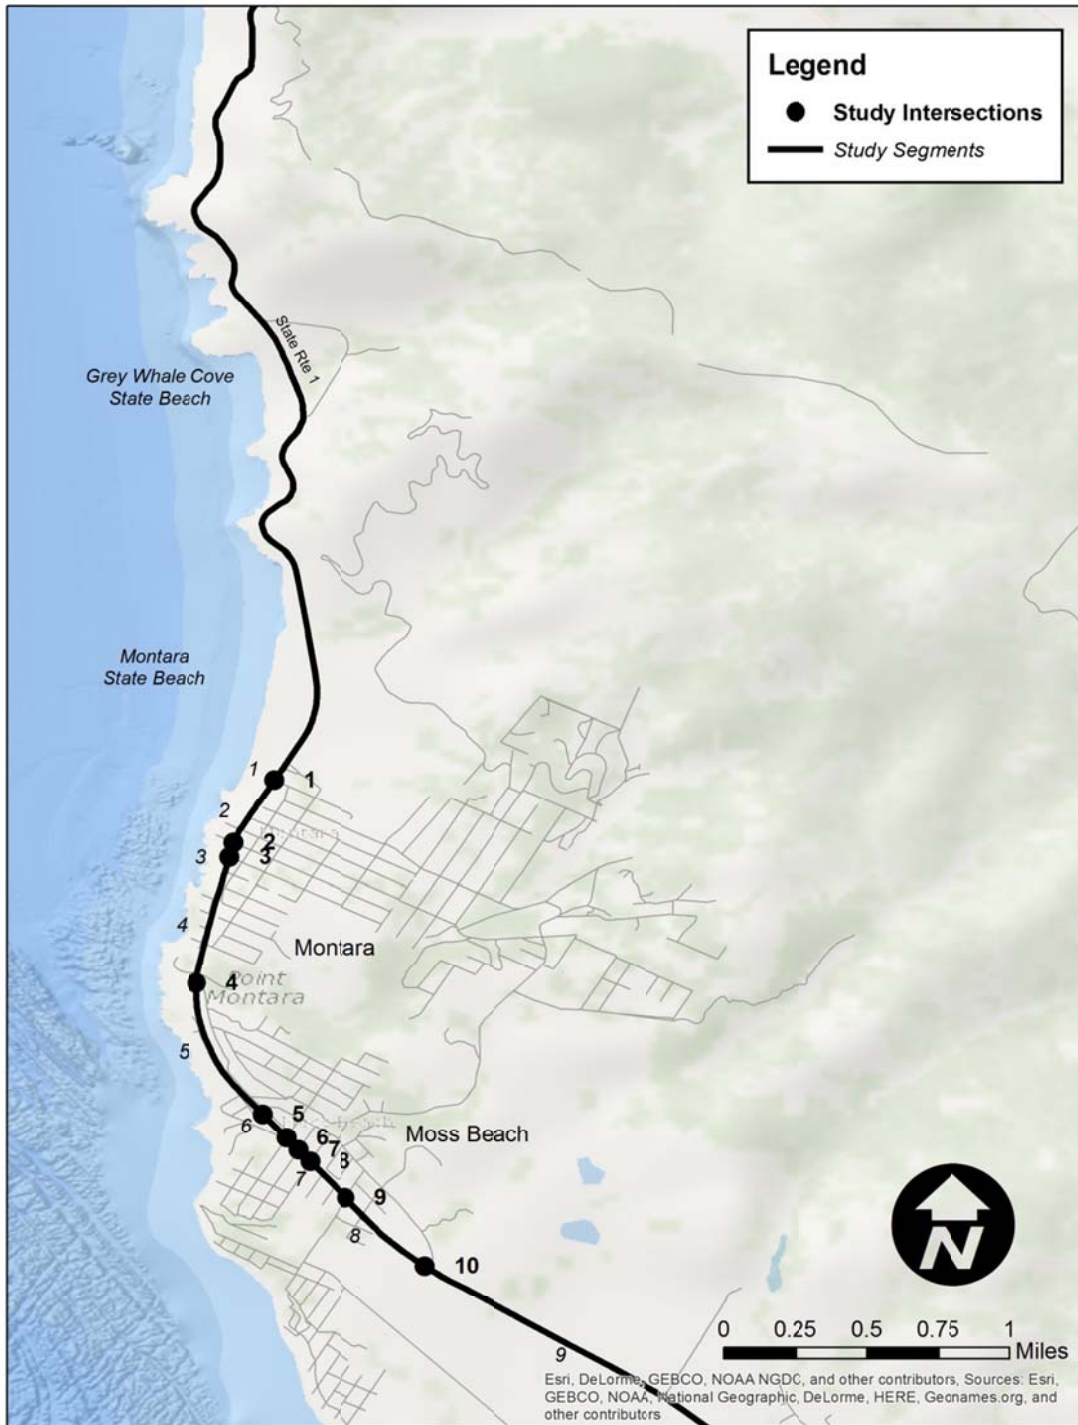 Legend
Study Intersections
Study Segments
State Rte 1
Grey Whale Cove
State Beach
Montara
State Beach
1
1
2
2
Montara
3
3
4
Montara
4
Point
Montara
5
5
6
6
Moss Beach
7
8
7
9
8
10
N
0 0.25 0.5 0.75 1
Miles
9
Esri, DeLorme, GEBCO, NOAA NGDC, and other contributors, Sources: Esri,
GEBCO, NOAA, National Geographic, DeLorme, HERE, Geonames.org, and
other contributors